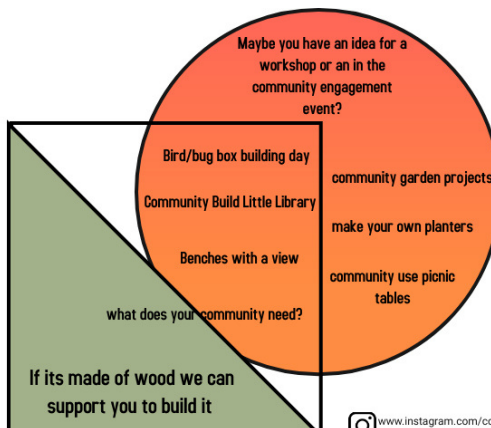 Maybe you have an idea for a
workshop or an in the
community engagement
event?
Bird/bug box building day
community garden projects
Community Build Little Library
make your own planters
Benches with a view
community use picnic
tables
what does your community need?
If its made of wood we can
support you to build it
www.instagram.com/co